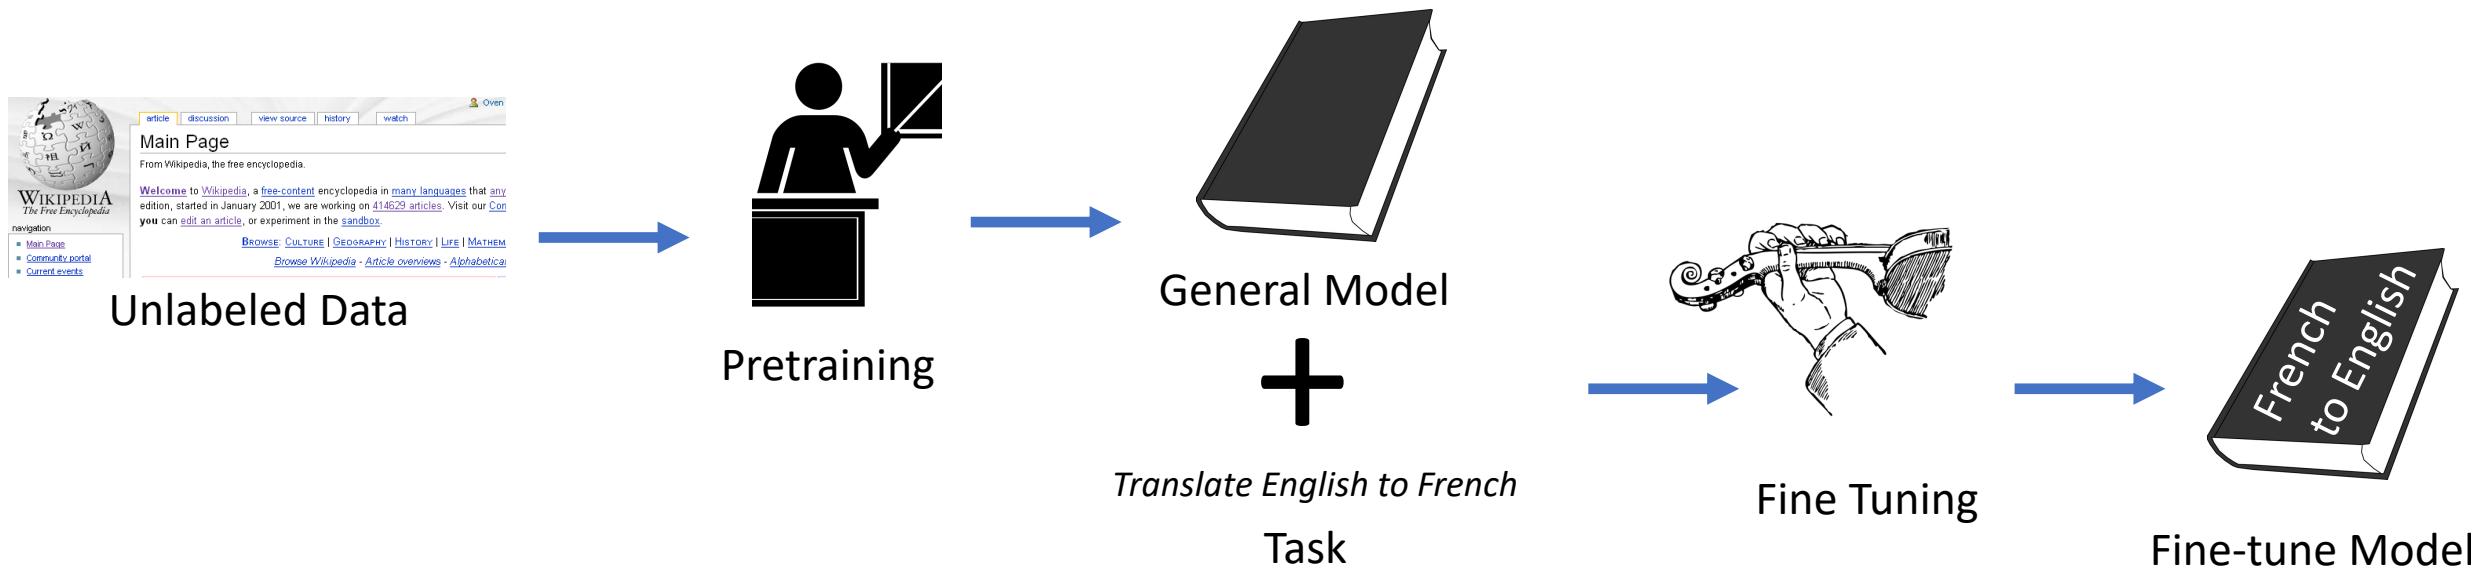 Oven
article discussion view source history watch
Main Page
From Wikipedia, the free encyclopedia.
Welcome to Wikipedia, a free-content encyclopedia in many languages that any
edition, started in January 2001, we are working on 414629 articles. Visit our Con
you can edit an article, or experiment in the sandbox.
BROWSE: CULTURE | GEOGRAPHY | HISTORY | LIFE | MATHEM
Browse Wikipedia - Article overviews - Alphabetical
WIKIPEDIA
The Free Encyclopedia
navigation
Main Page
Community portal
Current events
Unlabeled Data
Pretraining
General Model
+
Translate English to French
Task
Fine Tuning
French
to English
Fine-tune Model